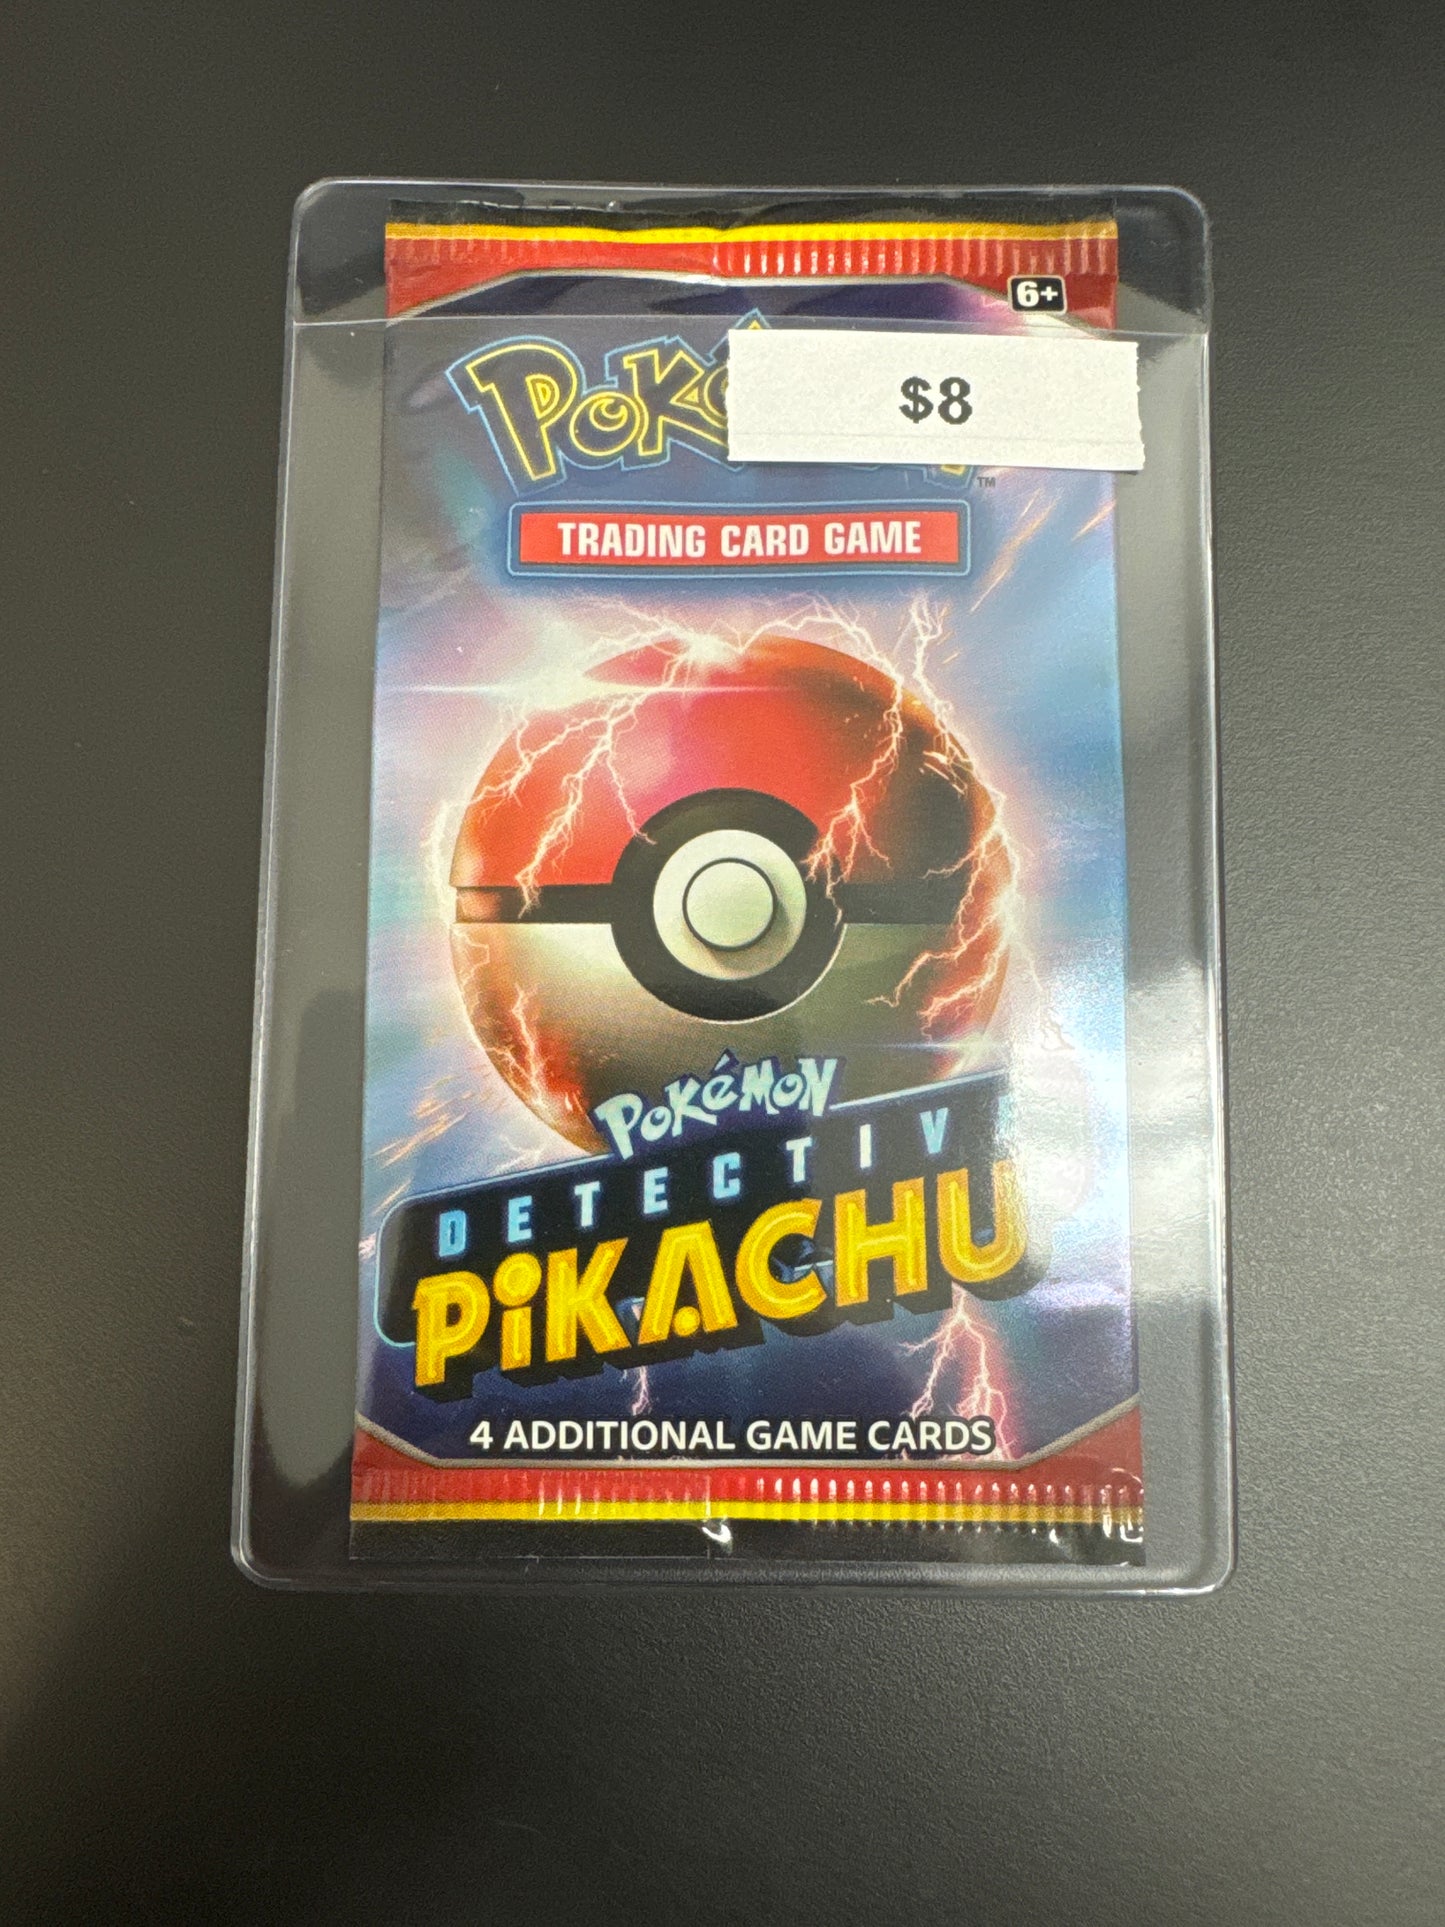 6+
$8
TRADING CARD GAME
POKéMON
DETECTIV
PIKACHU
4 ADDITIONAL GAME CARDS